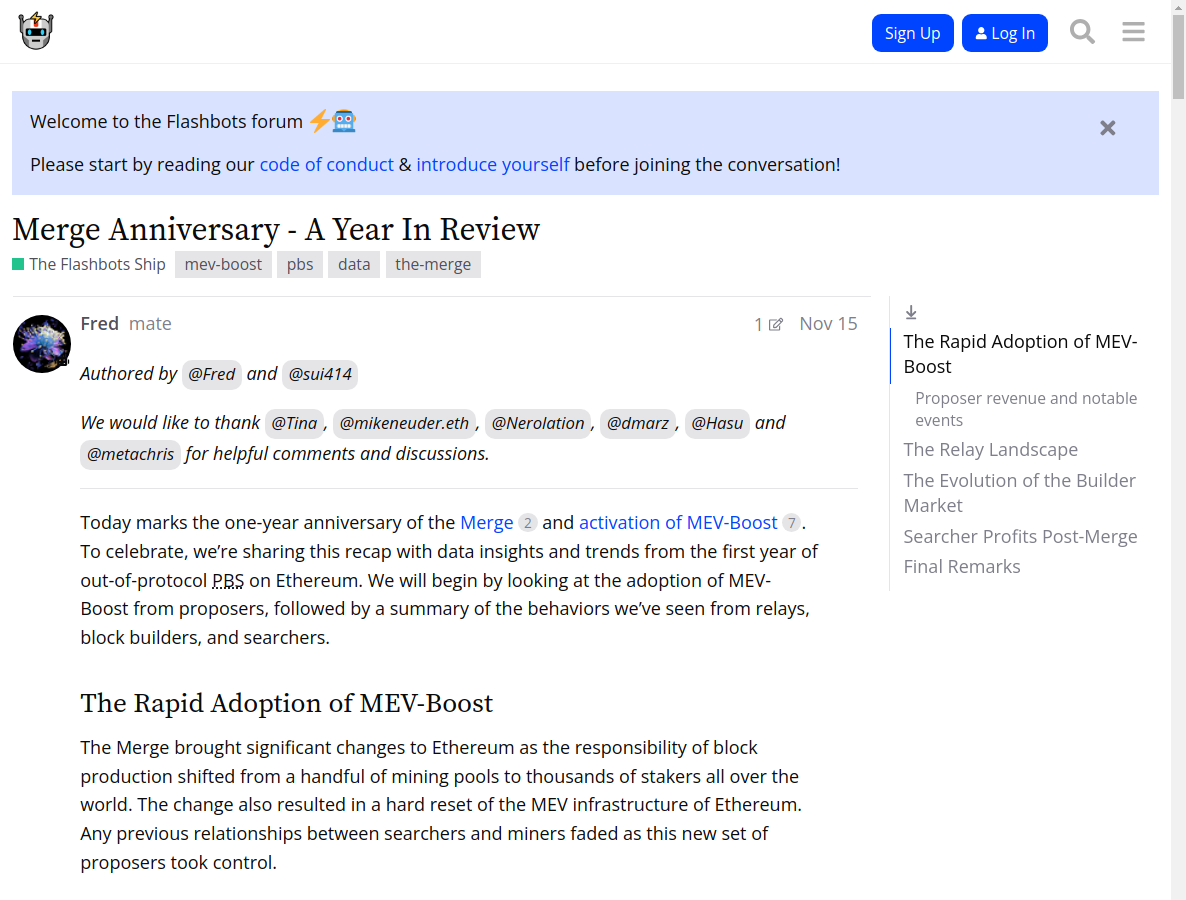 Sign Up
Log In
Welcome to the Flashbots forum
Please start by reading our code of conduct & introduce yourself before joining the conversation!
Merge Anniversary - A Year In Review
The Flashbots Ship mev-boost pbs data the-merge
Fred mate 1 Nov 15
Authored by @Fred and @sui414
We would like to thank @Tina, @mikeneuder.eth, @Nerolation, @dmarz, @Hasu and
@metachris for helpful comments and discussions.
Today marks the one-year anniversary of the Merge 2 and activation of MEV-Boost 7.
To celebrate, we’re sharing this recap with data insights and trends from the first year of
out-of-protocol PBS on Ethereum. We will begin by looking at the adoption of MEV-
Boost from proposers, followed by a summary of the behaviors we’ve seen from relays,
block builders, and searchers.
The Rapid Adoption of MEV-Boost
The Merge brought significant changes to Ethereum as the responsibility of block
production shifted from a handful of mining pools to thousands of stakers all over the
world. The change also resulted in a hard reset of the MEV infrastructure of Ethereum.
Any previous relationships between searchers and miners faded as this new set of
proposers took control.
The Rapid Adoption of MEV-
Boost
Proposer revenue and notable
events
The Relay Landscape
The Evolution of the Builder
Market
Searcher Profits Post-Merge
Final Remarks